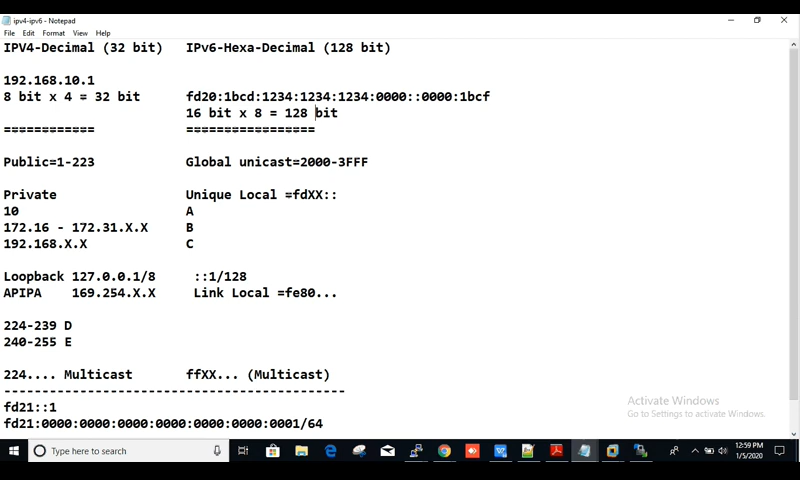 ipv4-ipv6 - Notepad
File Edit Format View Help
IPV4-Decimal (32 bit) IPv6-Hexa-Decimal (128 bit)
192.168.10.1
8 bit x 4 = 32 bit fd20:1bcd:1234:1234:1234:0000::0000:1bcf
16 bit x 8 = 128 bit
============ =================
Public=1-223 Global unicast=2000-3FFF
Private Unique Local =fdXX::
10 A
172.16 - 172.31.X.X B
192.168.X.X C
Loopback 127.0.0.1/8 ::1/128
APIPA 169.254.X.X Link Local =fe80...
224-239 D
240-255 E
224.... Multicast ffXX... (Multicast)
------------------------------------------
fd21::1
fd21:0000:0000:0000:0000:0000:0000:0001/64
Activate Windows
Go to Settings to activate Windows.
Type here to search
12:59 PM
1/5/2020